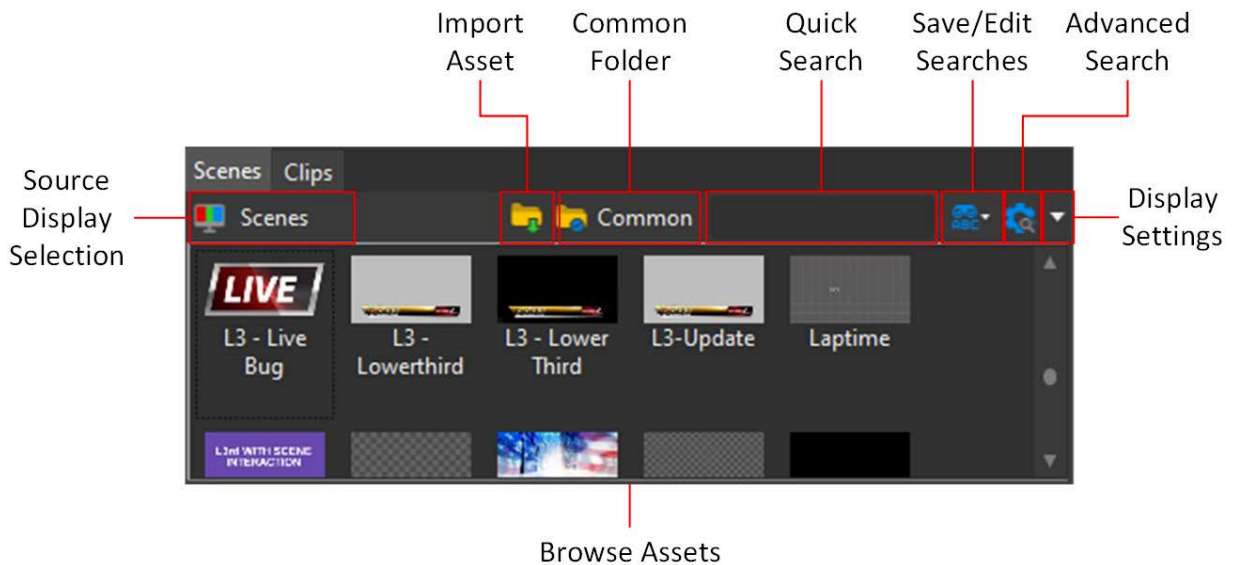 Import Asset
Common Folder
Quick Search
Save/Edit Searches
Advanced Search
Source Display Selection
Scenes Clips
Scenes
Common
ABC
Display Settings
LIVE
L3 - Live Bug
L3 - Lowerthird
L3 - Lower Third
L3-Update
Laptime
L3rd WITH SCENE INTERACTION
Browse Assets